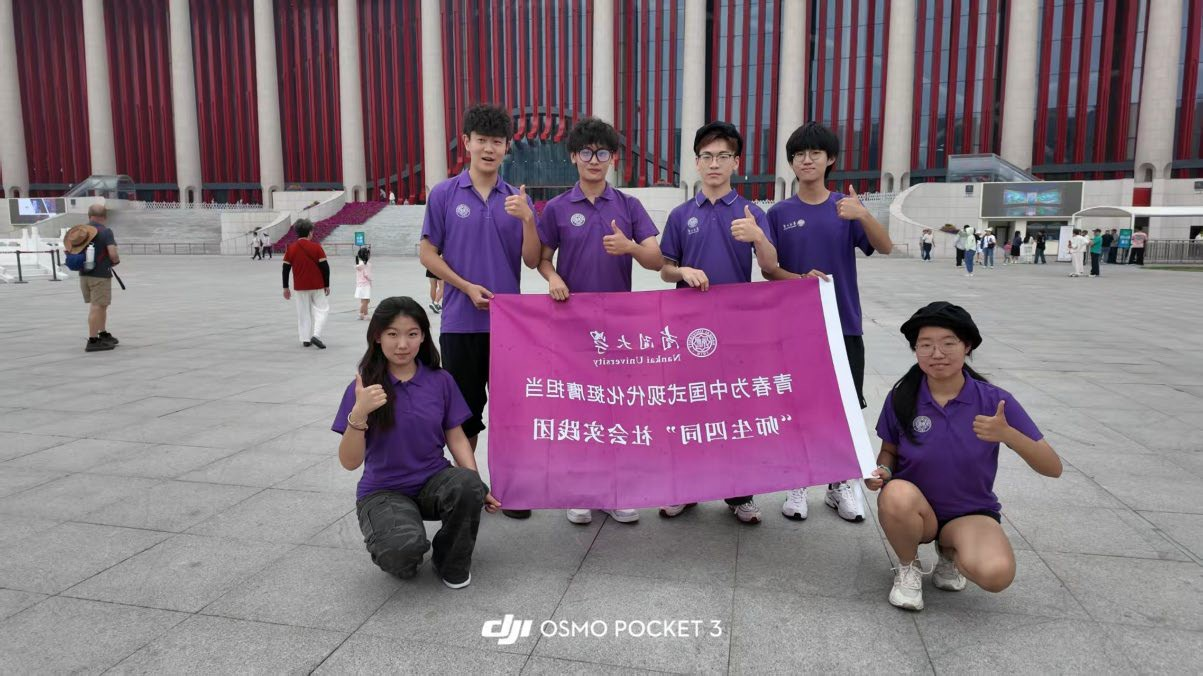 南开大学
Nankai University
青春为中国式现代化挺膺担当
“师生四同”社会实践团
dji OSMO POCKET 3